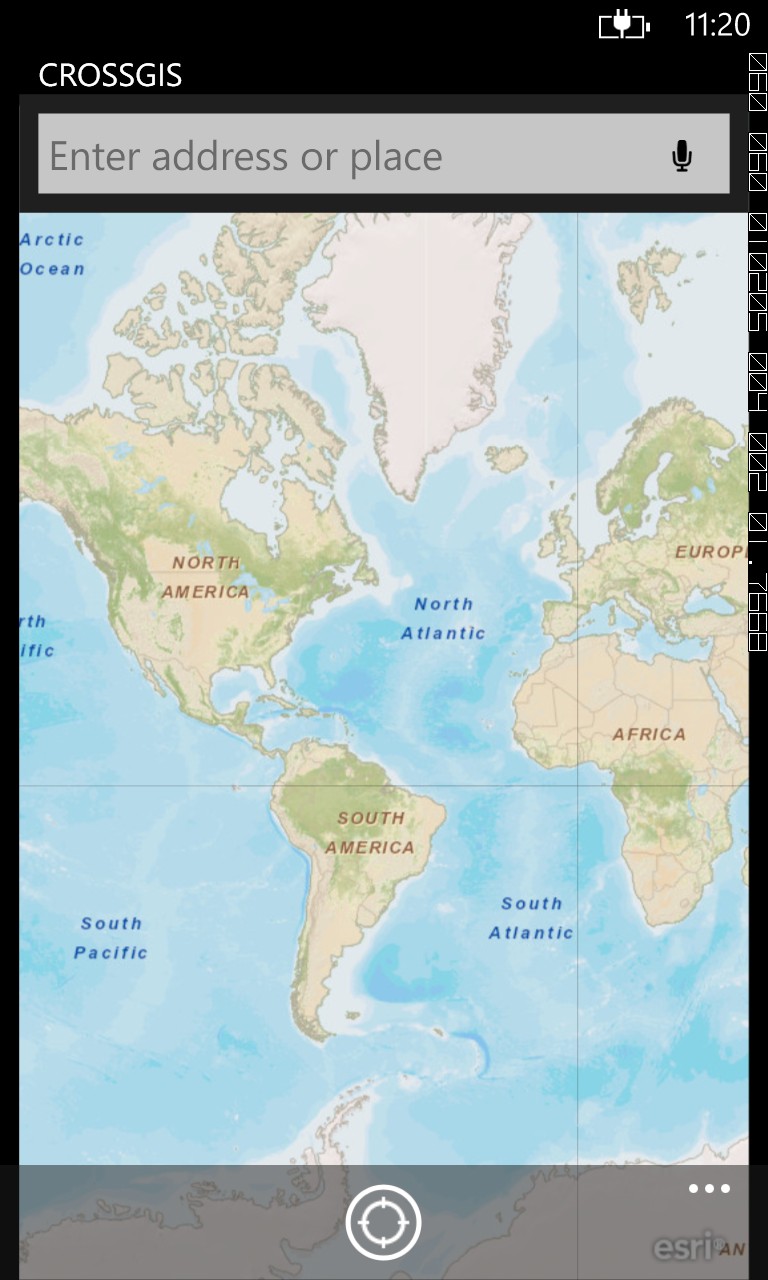 11:20
CROSSGIS
Enter address or place
Arctic
Ocean
NORTH
AMERICA
EUROP
North
Atlantic
rth
ific
AFRICA
SOUTH
AMERICA
South
Atlantic
South
Pacific
esri®
AN